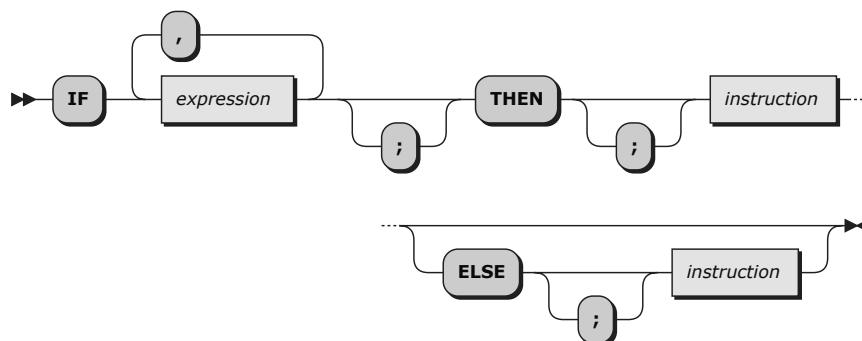 ,
IF expression THEN instruction
; ;
ELSE instruction
;